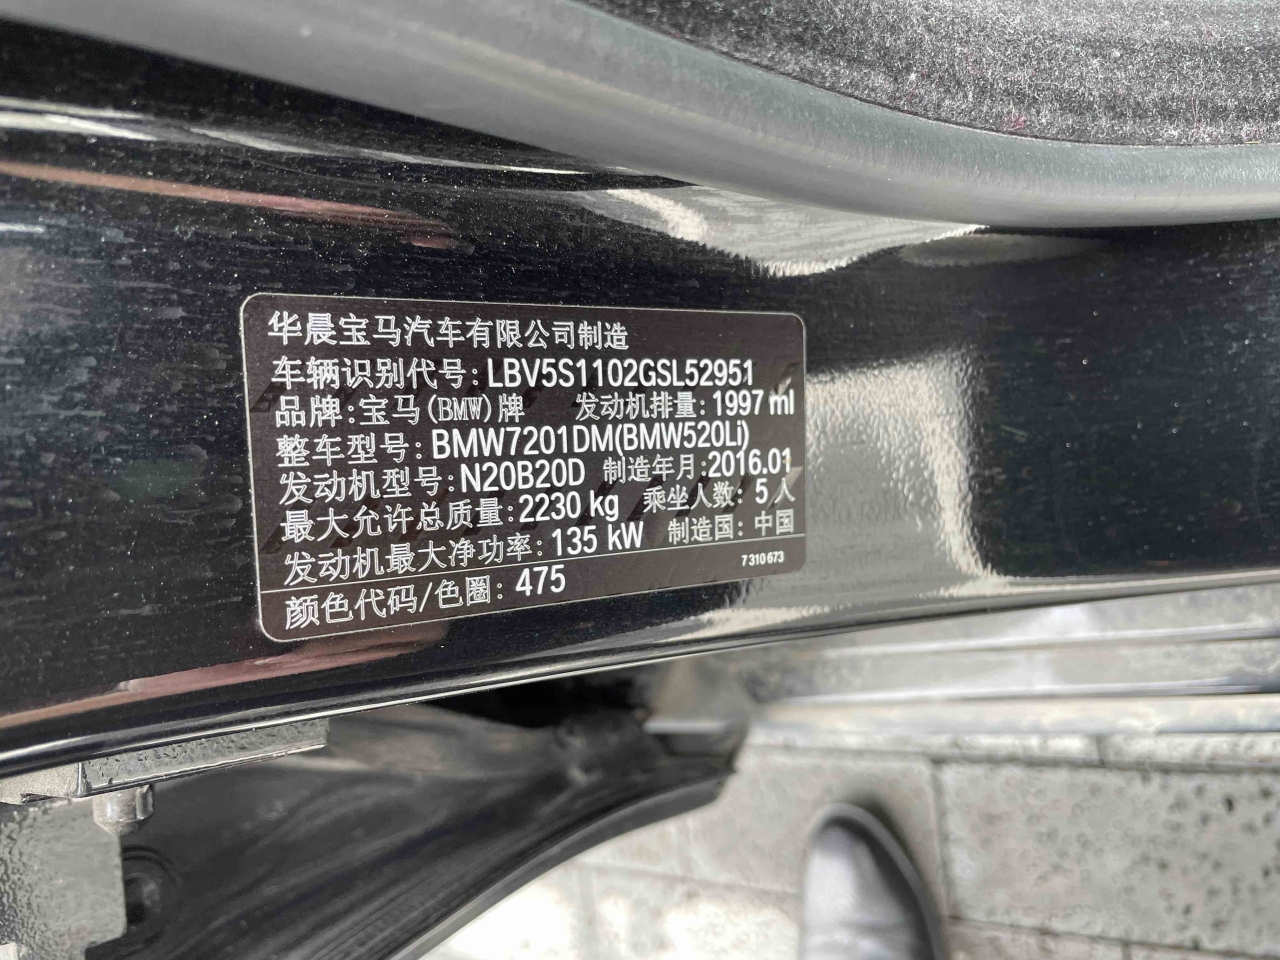 华晨宝马汽车有限公司制造
车辆识别代号: LBV5S1102GSL52951
品牌: 宝马(BMW)牌 发动机排量: 1997 ml
整车型号: BMW7201DM(BMW520Li)
发动机型号: N20B20D 制造年月: 2016.01
最大允许总质量: 2230 kg 乘坐人数: 5人
发动机最大净功率: 135 kW 制造国: 中国
7310673
颜色代码/色圈: 475